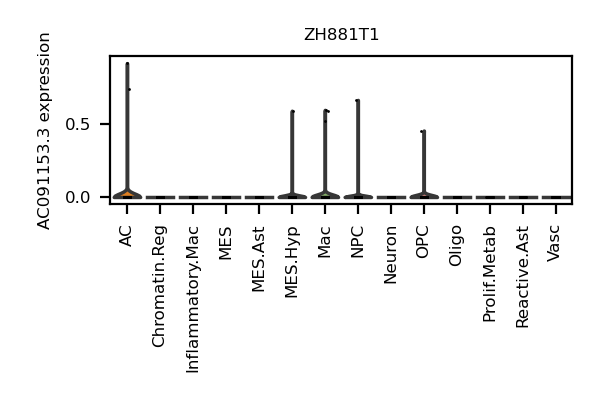 ZH881T1
AC091153.3 expression
0.5
0.0
AC
Chromatin.Reg
Inflammatory.Mac
MES
MES.Ast
MES.Hyp
Mac
NPC
Neuron
OPC
Oligo
Prolif.Metab
Reactive.Ast
Vasc